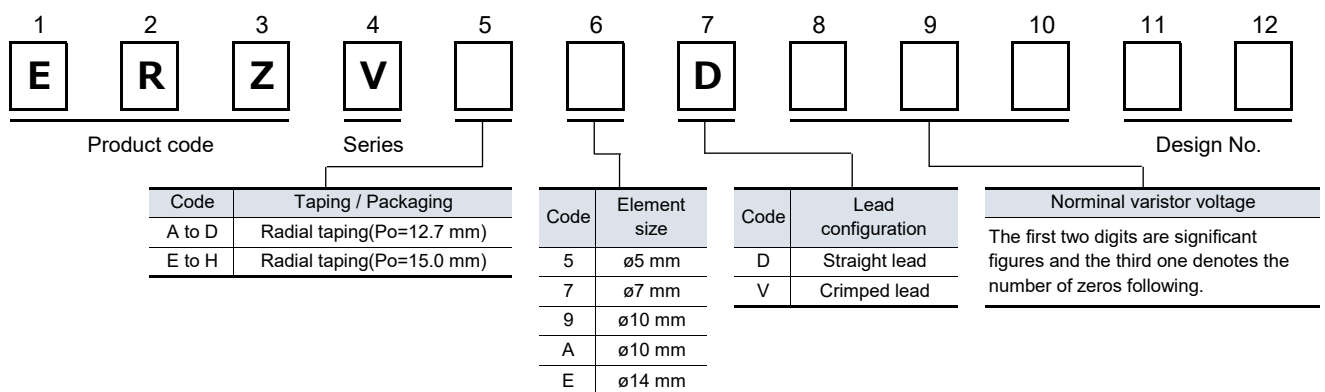 1 2 3 4 5 6 7 8 9 10 11 12
E R Z V D
Product code Series Design No.
Code Taping / Packaging
A to D Radial taping(Po=12.7 mm)
E to H Radial taping(Po=15.0 mm)
Code Element
size
5 ø5 mm
7 ø7 mm
9 ø10 mm
A ø10 mm
E ø14 mm
Code Lead
configuration
D Straight lead
V Crimped lead
Norminal varistor voltage
The first two digits are significant
figures and the third one denotes the
number of zeros following.